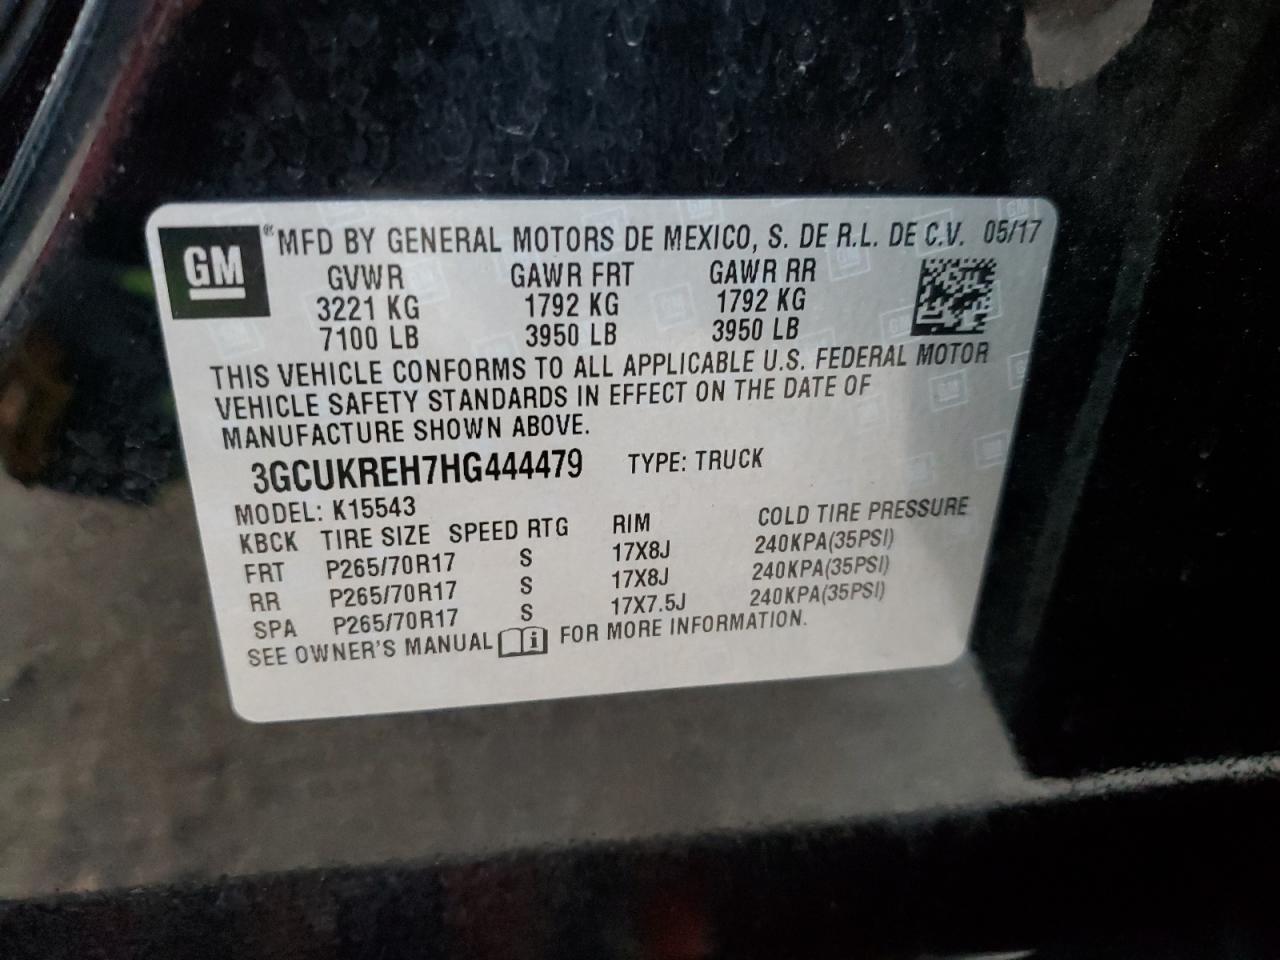 GM ® MFD BY GENERAL MOTORS DE MEXICO, S. DE R.L. DE C.V. 05/17
GVWR GAWR FRT GAWR RR
3221 KG 1792 KG 1792 KG
7100 LB 3950 LB 3950 LB
THIS VEHICLE CONFORMS TO ALL APPLICABLE U.S. FEDERAL MOTOR
VEHICLE SAFETY STANDARDS IN EFFECT ON THE DATE OF
MANUFACTURE SHOWN ABOVE.
3GCUKREH7HG444479 TYPE: TRUCK
MODEL: K15543
KBCK TIRE SIZE SPEED RTG RIM COLD TIRE PRESSURE
FRT P265/70R17 S 17X8J 240KPA(35PSI)
RR P265/70R17 S 17X8J 240KPA(35PSI)
SPA P265/70R17 S 17X7.5J 240KPA(35PSI)
SEE OWNER'S MANUAL i FOR MORE INFORMATION.